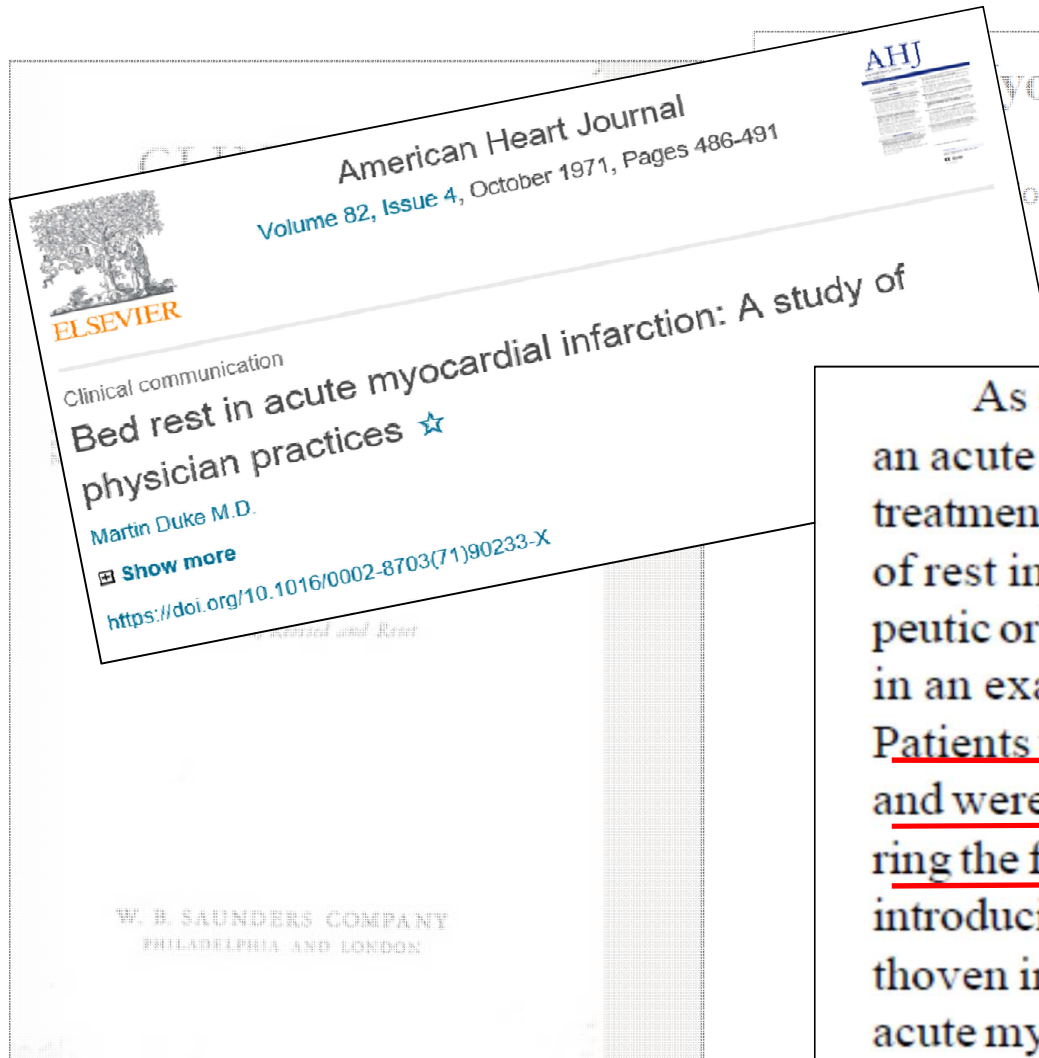 American Heart Journal
AHJ
Volume 82, Issue 4, October 1971, Pages 486-491
ELSEVIER
Clinical communication
Bed rest in acute myocardial infarction: A study of
physician practices
Martin Duke M.D.
Show more
https://doi.org/10.1016/0002-8703(71)90233-X
Revised and Reset
W. B. SAUNDERS COMPANY
PHILADELPHIA AND LONDON
As
an acute
treatmen
of rest in
peutic or
in an exa
Patients
and were
ring the f
introduci
thoven in
acute my